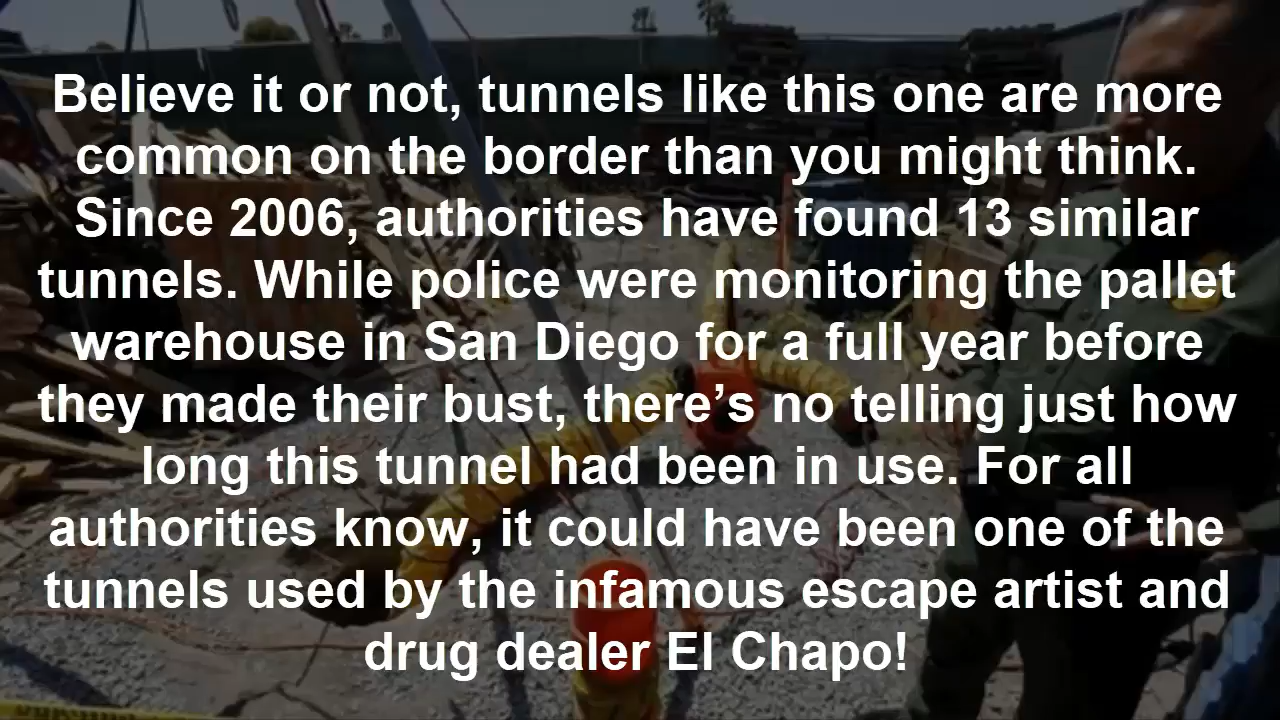 Believe it or not, tunnels like this one are more
common on the border than you might think.
Since 2006, authorities have found 13 similar
tunnels. While police were monitoring the pallet
warehouse in San Diego for a full year before
they made their bust, there’s no telling just how
long this tunnel had been in use. For all
authorities know, it could have been one of the
tunnels used by the infamous escape artist and
drug dealer El Chapo!